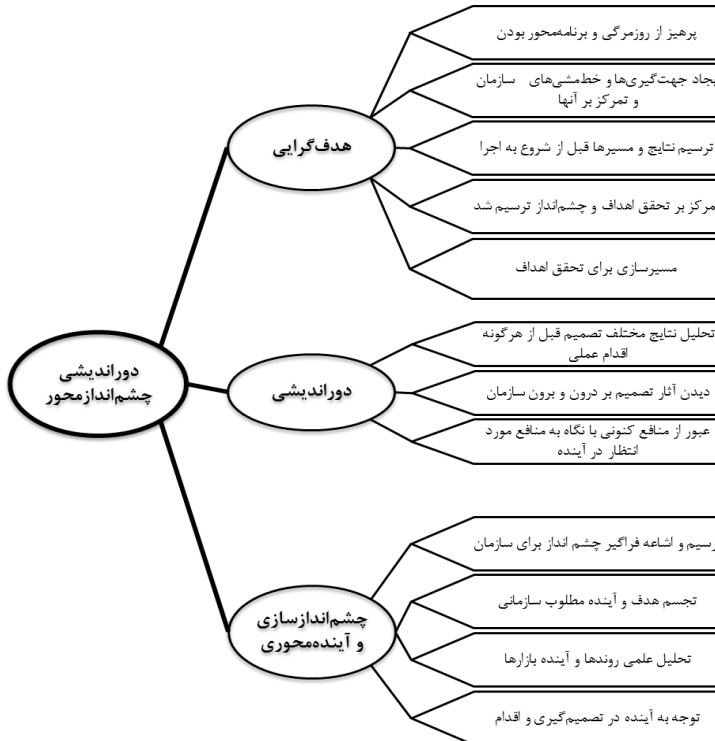 پرهیز از روزمرگی و برنامه‌محور بودن
یجاد جهت‌گیری‌ها و خط‌مشی‌های سازمان
و تمرکز بر آنها
هدف‌گرایی
ترسیم نتایج و مسیرها قبل از شروع به اجرا
مرکز بر تحقق اهداف و چشم‌انداز ترسیم شد
مسیرسازی برای تحقق اهداف
دوراندیشی
چشم‌اندازمحور
تحلیل نتایج مختلف تصمیم قبل از هرگونه
اقدام عملی
دوراندیشی
دیدن آثار تصمیم بر درون و برون سازمان
عبور از منافع کنونی با نگاه به منافع مورد
انتظار در آینده
رسیم و اشاعه فراگیر چشم انداز برای سازمان
چشم‌اندازسازی
و آینده‌محوری
تجسم هدف و آینده مطلوب سازمانی
تحلیل علمی روندها و آینده بازارها
توجه به آینده در تصمیم‌گیری و اقدام